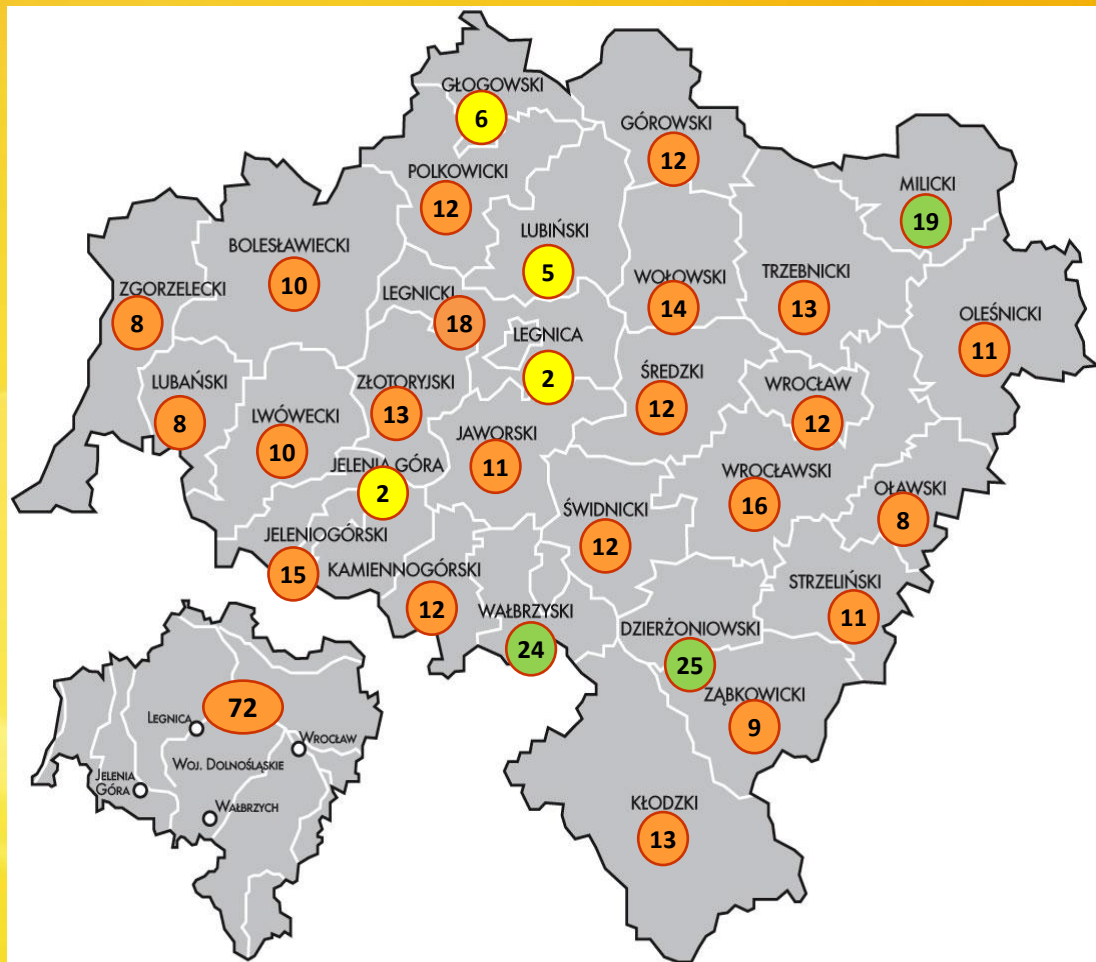 GŁOGOWSKI
6
GÓROWSKI
12
POLKOWICKI
12
MILICKI
19
LUBIŃSKI
5
BOLESŁAWIECKI
10
ZGORZELECKI
8
LEGNICKI
18
WOŁOWSKI
14
TRZEBNICKI
13
OLEŚNICKI
11
LEGNICA
2
LUBAŃSKI
8
LWÓWECKI
10
ZŁOTORYJSKI
13
ŚREDZKI
12
WROCŁAW
12
JAWORSKI
11
JELENIA GÓRA
2
WROCŁAWSKI
16
OŁAWSKI
8
ŚWIDNICKI
12
JELENIOGÓRSKI
15
KAMIENNOGÓRSKI
12
WAŁBRZYSKI
24
DZIERŻONIOWSKI
25
STRZELIŃSKI
11
ZĄBKOWICKI
9
KŁODZKI
13
72
LEGNICA
WROCŁAW
WOJ. DOLNOŚLĄSKIE
JELENIA
GÓRA
WAŁBRZYCH